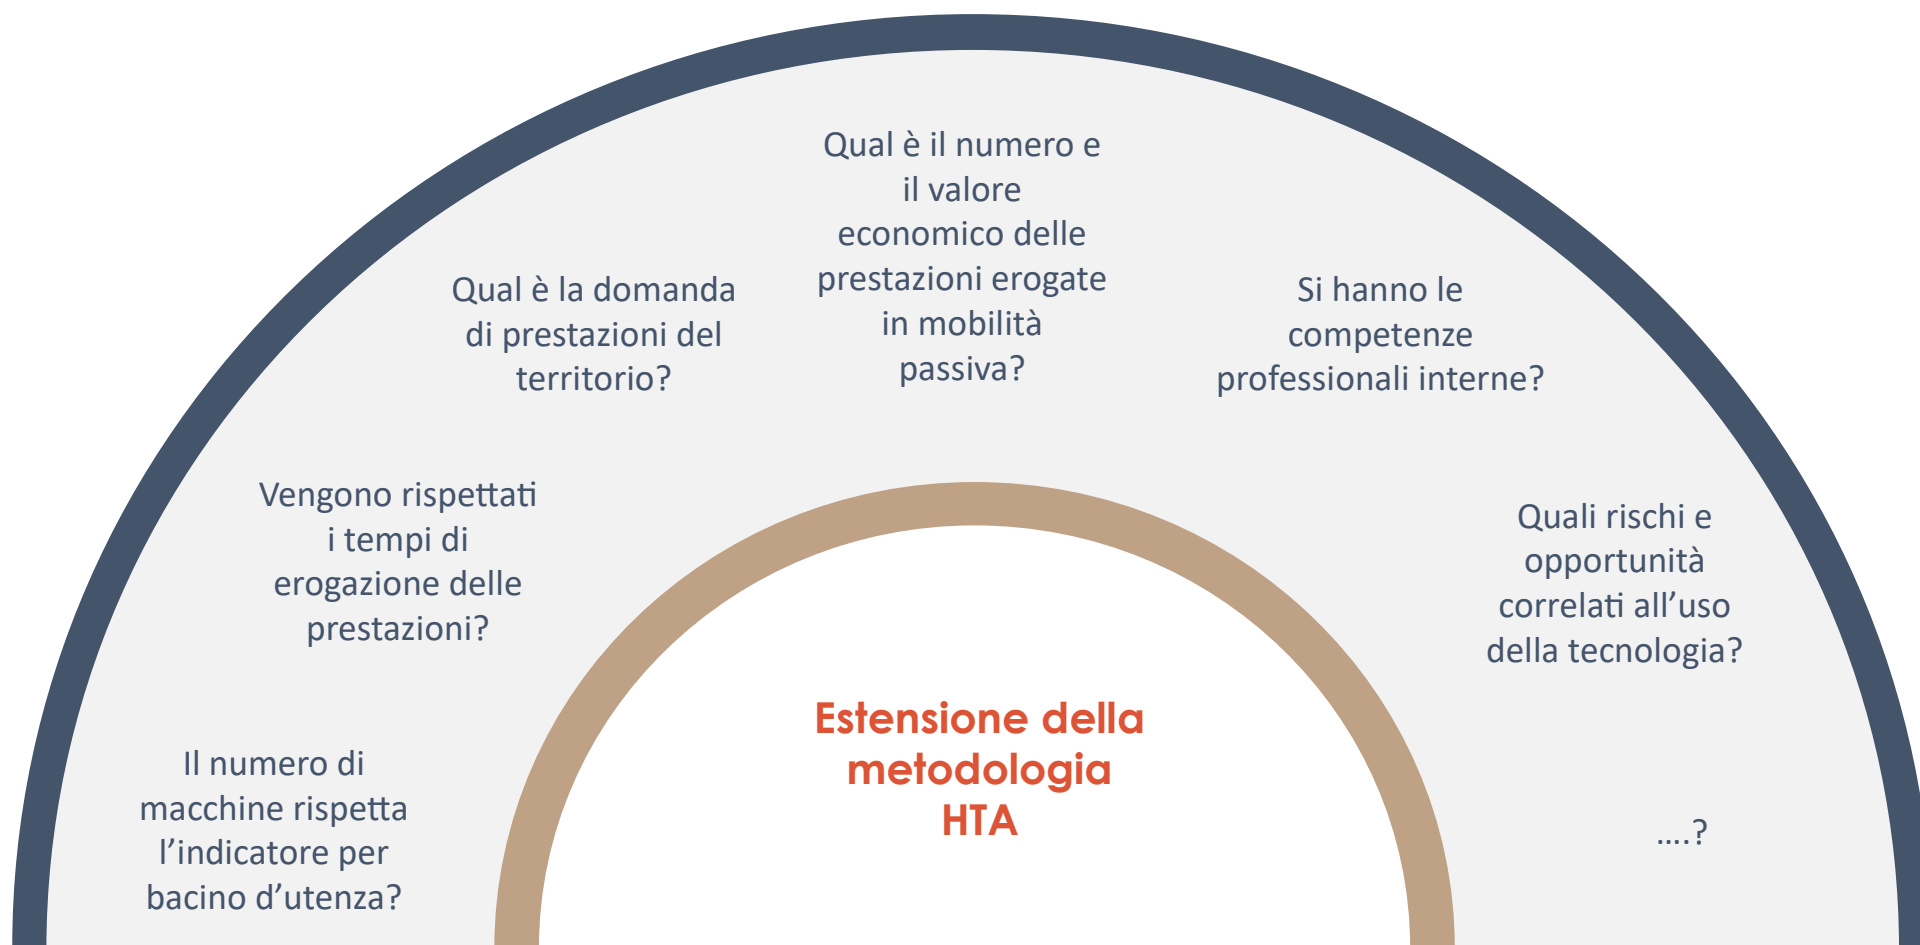 Il numero di
macchine rispetta
l’indicatore per
bacino d’utenza?
Vengono rispettati
i tempi di
erogazione delle
prestazioni?
Qual è la domanda
di prestazioni del
territorio?
Qual è il numero e
il valore
economico delle
prestazioni erogate
in mobilità
passiva?
Si hanno le
competenze
professionali interne?
Quali rischi e
opportunità
correlati all’uso
della tecnologia?
....?
Estensione della
metodologia
HTA